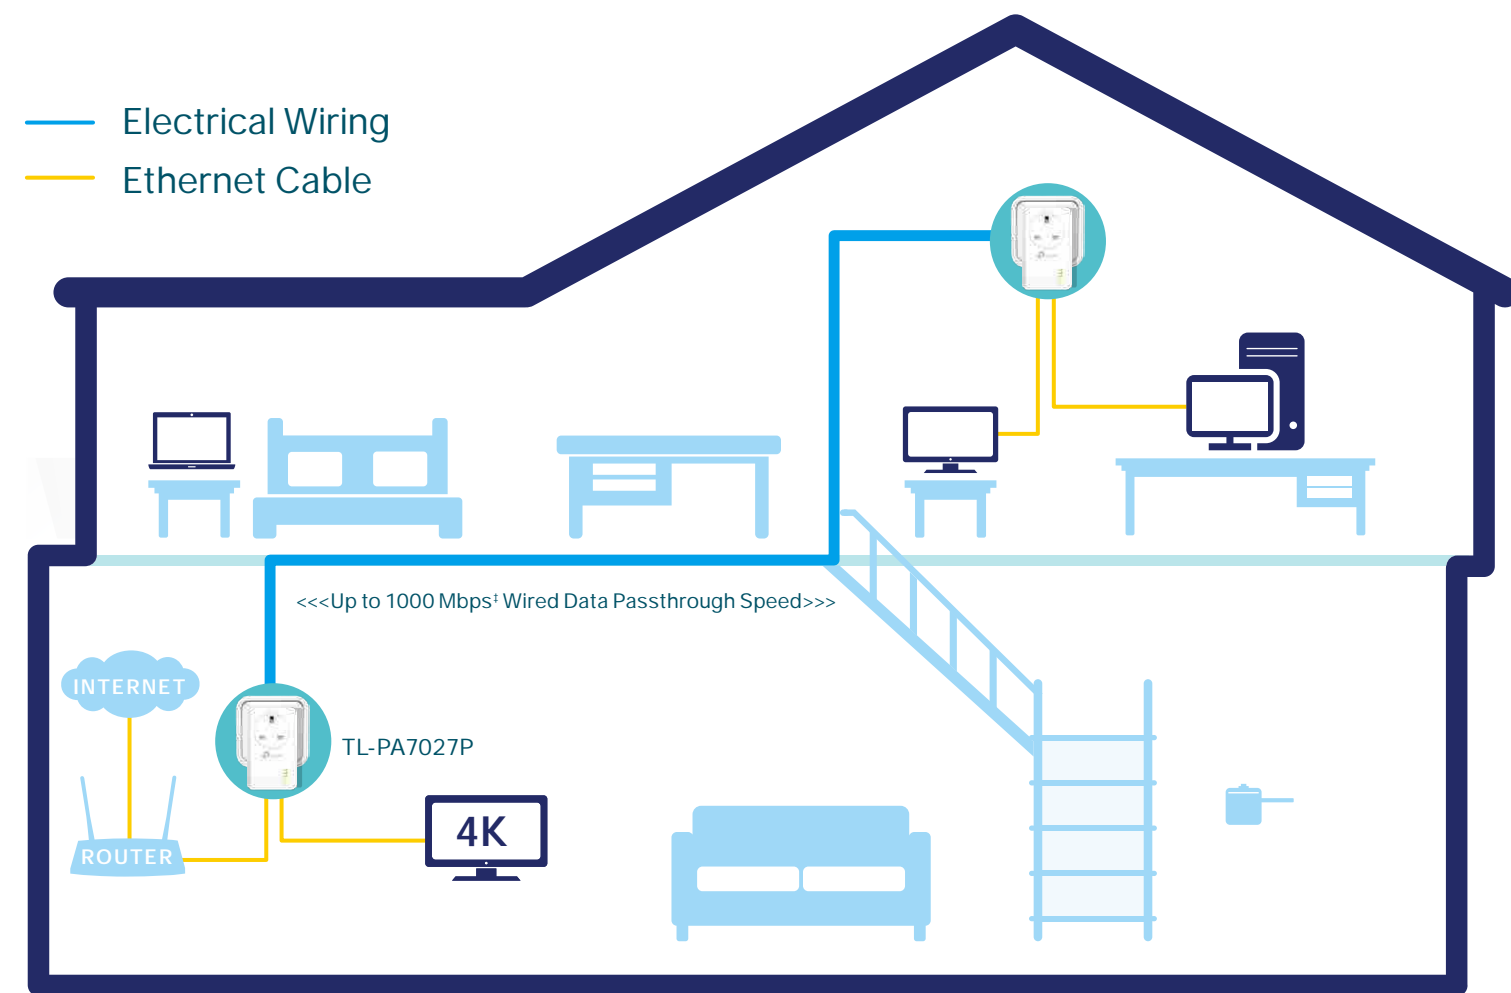 Electrical Wiring
Ethernet Cable
<<<Up to 1000 Mbps‡ Wired Data Passthrough Speed>>>
INTERNET
TL-PA7027P
4K
ROUTER